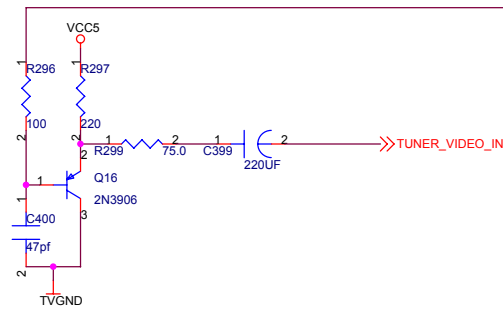 VCC5
1
R296
1
R297
2
100
2
220
1
R299
2
75.0
1
C399
2
220UF
TUNER_VIDEO_IN
2
1
Q16
2N3906
3
1
C400
47pf
2
TVGND